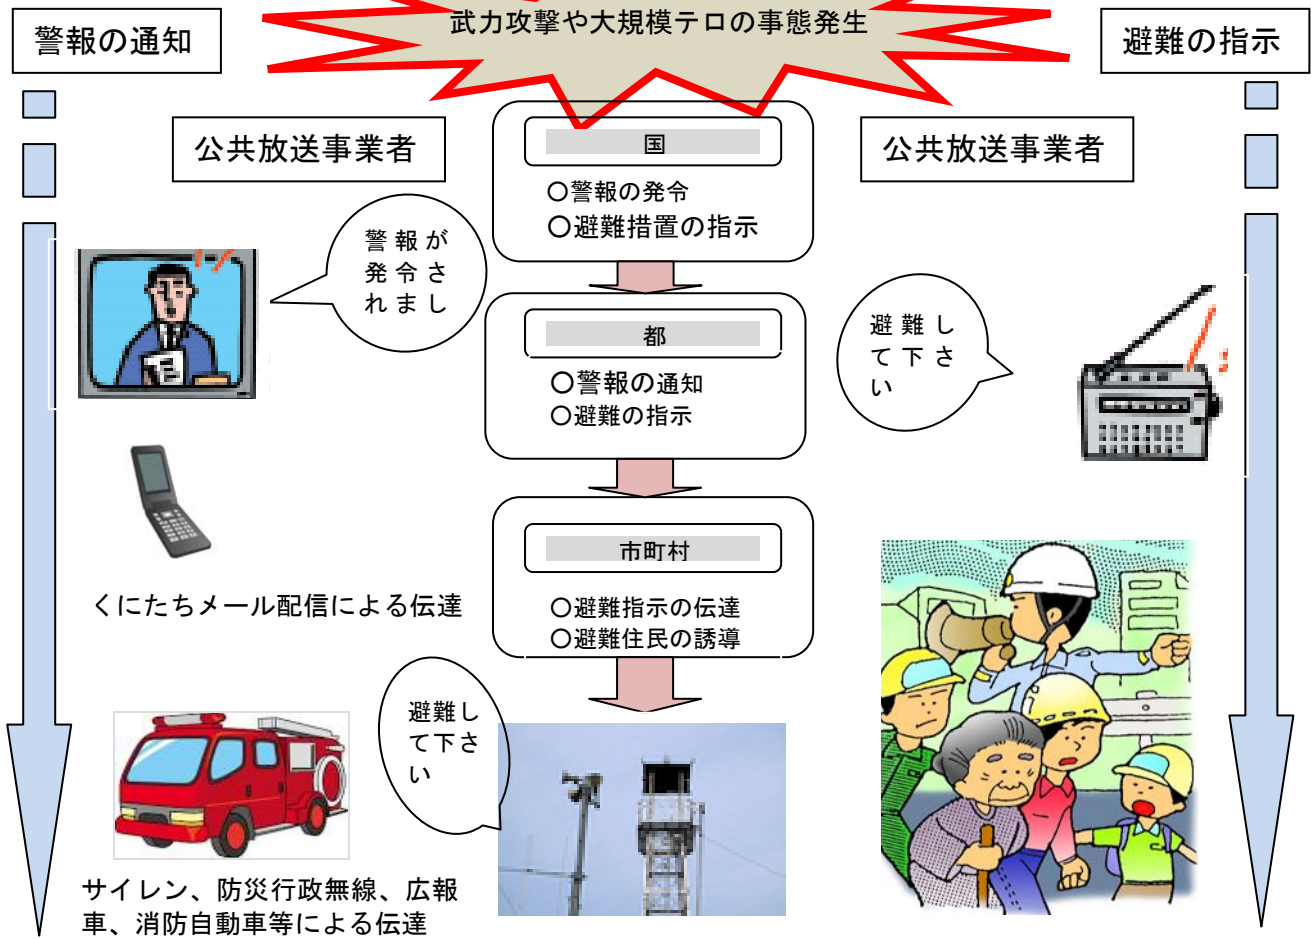 武力攻撃や大規模テロの事態発生
警報の通知
避難の指示
公共放送事業者
公共放送事業者
国
〇警報の発令
〇避難措置の指示
警報が
発令さ
れまし
都
〇警報の通知
〇避難の指示
避難し
て下さ
い
市町村
〇避難指示の伝達
〇避難住民の誘導
くにたちメール配信による伝達
避難し
て下さ
い
サイレン、防災行政無線、広報
車、消防自動車等による伝達